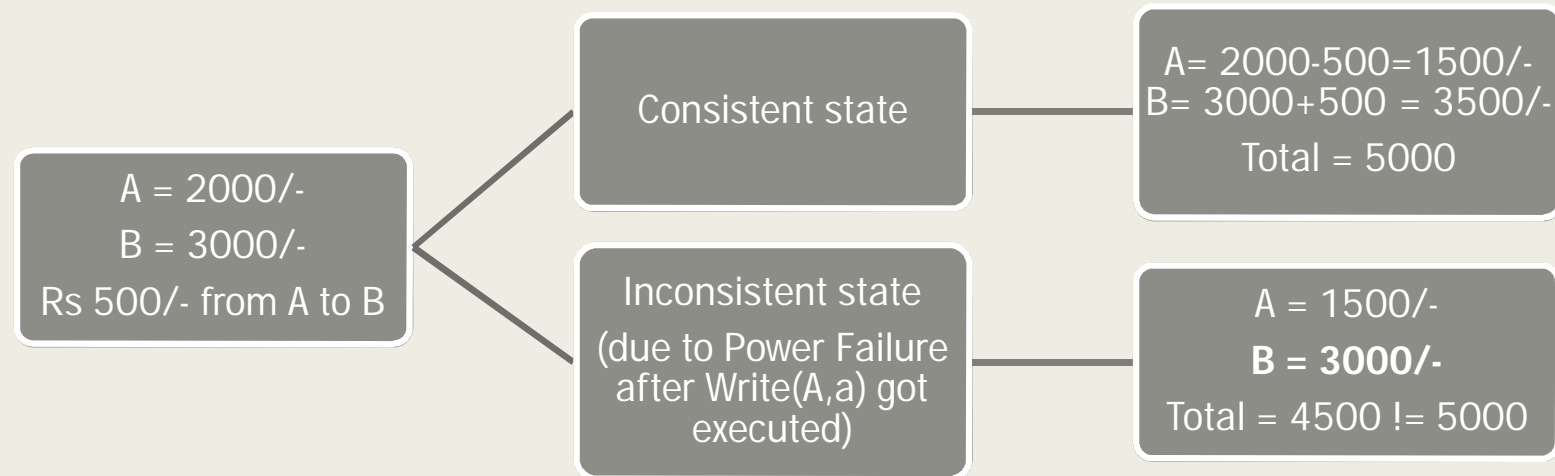 A = 2000/-
B = 3000/-
Rs 500/- from A to B
Consistent state
A= 2000-500=1500/-
B= 3000+500 = 3500/-
Total = 5000
Inconsistent state
(due to Power Failure
after Write(A,a) got
executed)
A = 1500/-
B = 3000/-
Total = 4500 != 5000